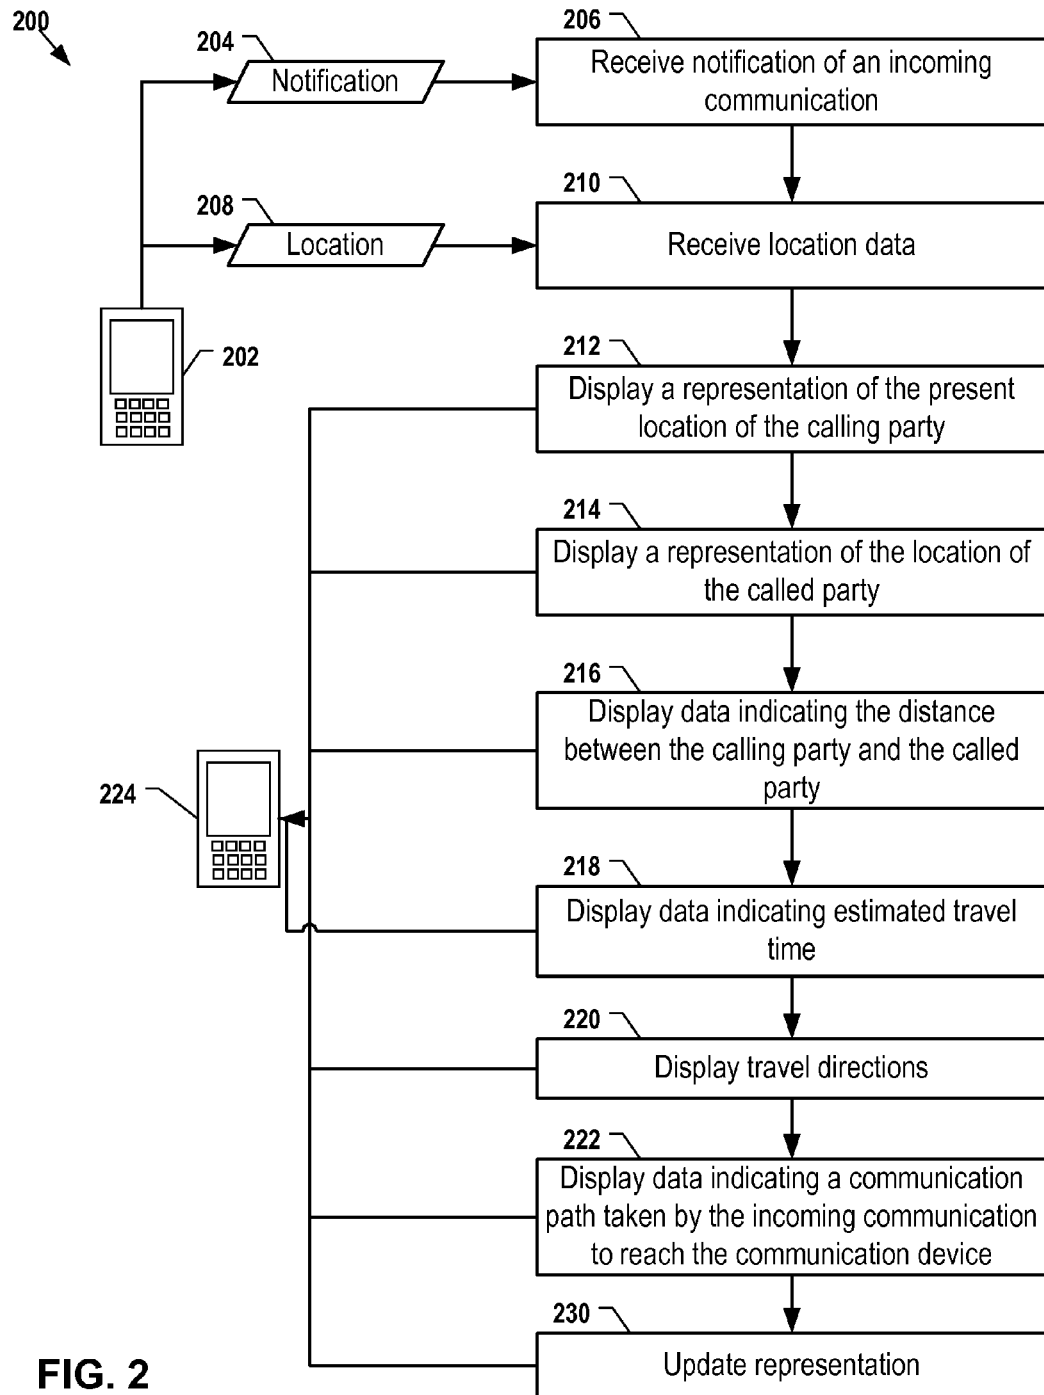 200
204
Notification
206
Receive notification of an incoming
communication
208
Location
210
Receive location data
202
212
Display a representation of the present
location of the calling party
214
Display a representation of the location of
the called party
216
Display data indicating the distance
between the calling party and the called
party
224
218
Display data indicating estimated travel
time
220
Display travel directions
222
Display data indicating a communication
path taken by the incoming communication
to reach the communication device
230
Update representation
FIG. 2